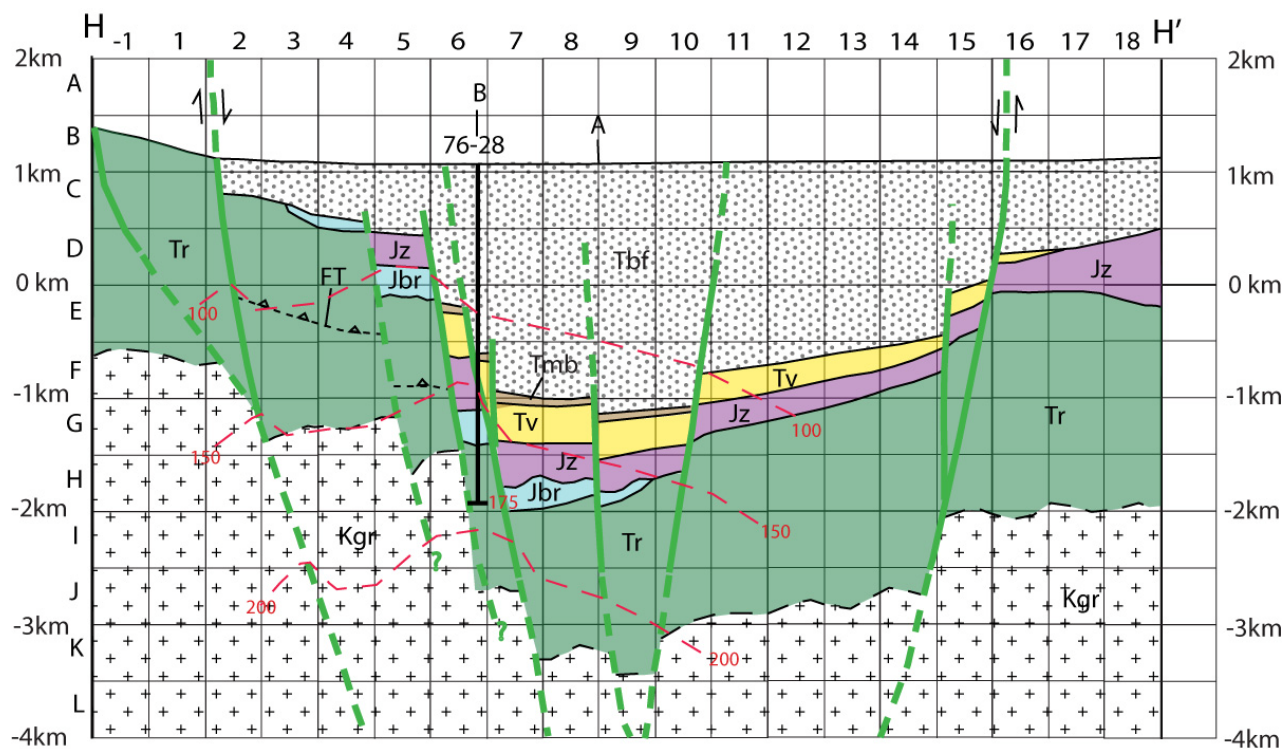 H -1 1 2 3 4 5 6 7 8 9 10 11 12 13 14 15 16 17 18 H'
2km 2km
A
B
B
A
76-28
1km 1km
C
D
Tr Jz Tbf Jz
FT Jbr
0 km 0 km
E
100
F
Tmb
Tv
-1km -1km
G
Tv Jz Tr
100
150
H
Jz
Jbr
175
-2km -2km
I
Kgr ? Tr 150
J
200 Kgr
-3km ? -3km
K
200
L
-4km -4km